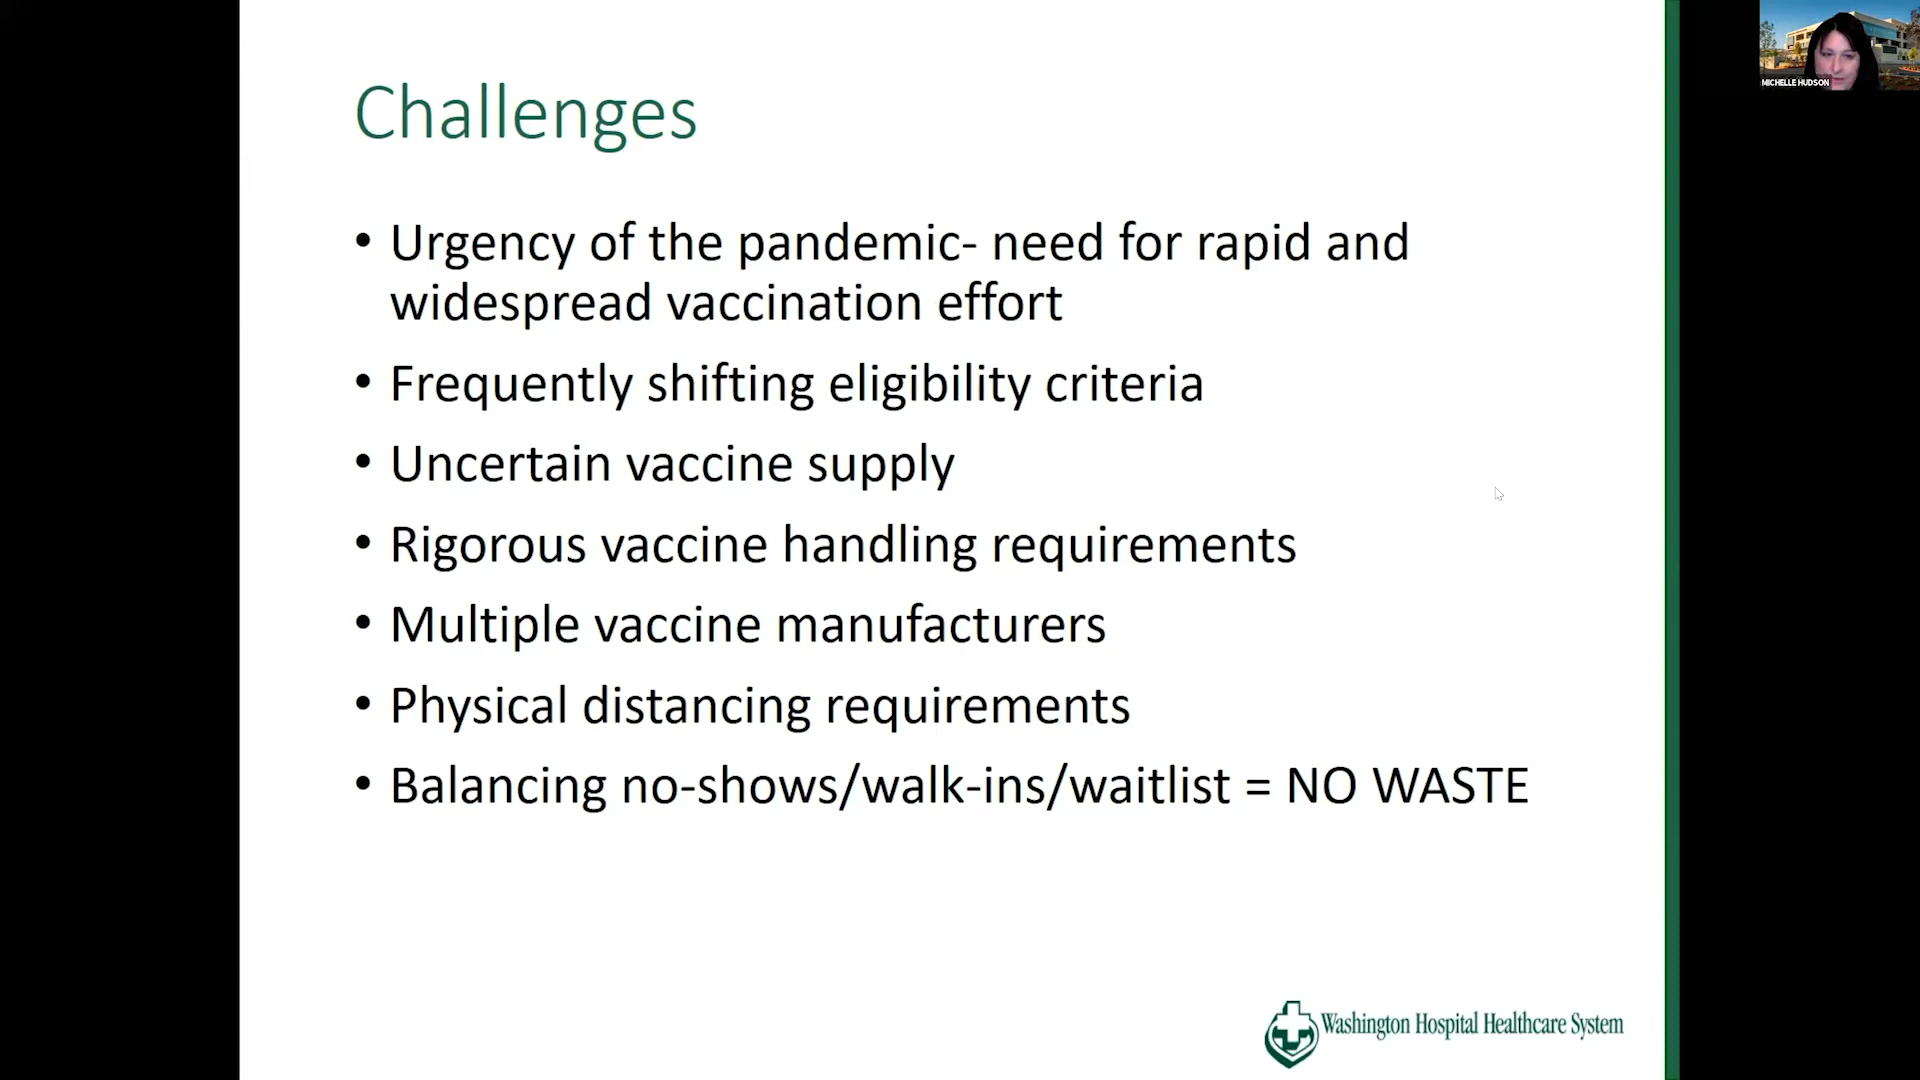 Challenges
• Urgency of the pandemic- need for rapid and
widespread vaccination effort
• Frequently shifting eligibility criteria
• Uncertain vaccine supply
• Rigorous vaccine handling requirements
• Multiple vaccine manufacturers
• Physical distancing requirements
• Balancing no-shows/walk-ins/waitlist = NO WASTE
Washington Hospital Healthcare System
MICHELLE HUDSON